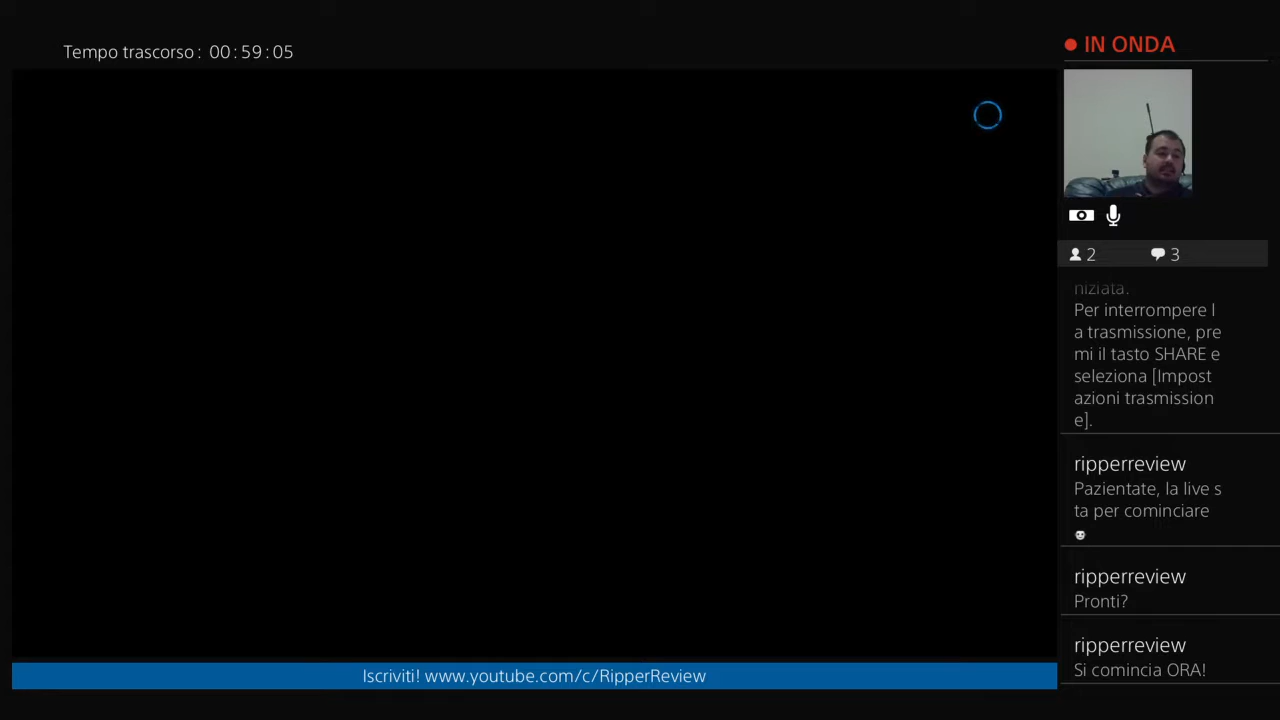 Tempo trascorso: 00:59:05
IN ONDA
2 3
niziata.
Per interrompere l
a trasmissione, pre
mi il tasto SHARE e
seleziona [Impost
azioni trasmission
e].
ripperreview
Pazientate, la live s
ta per cominciare
ripperreview
Pronti?
ripperreview
Si comincia ORA!
Iscriviti! www.youtube.com/c/RipperReview